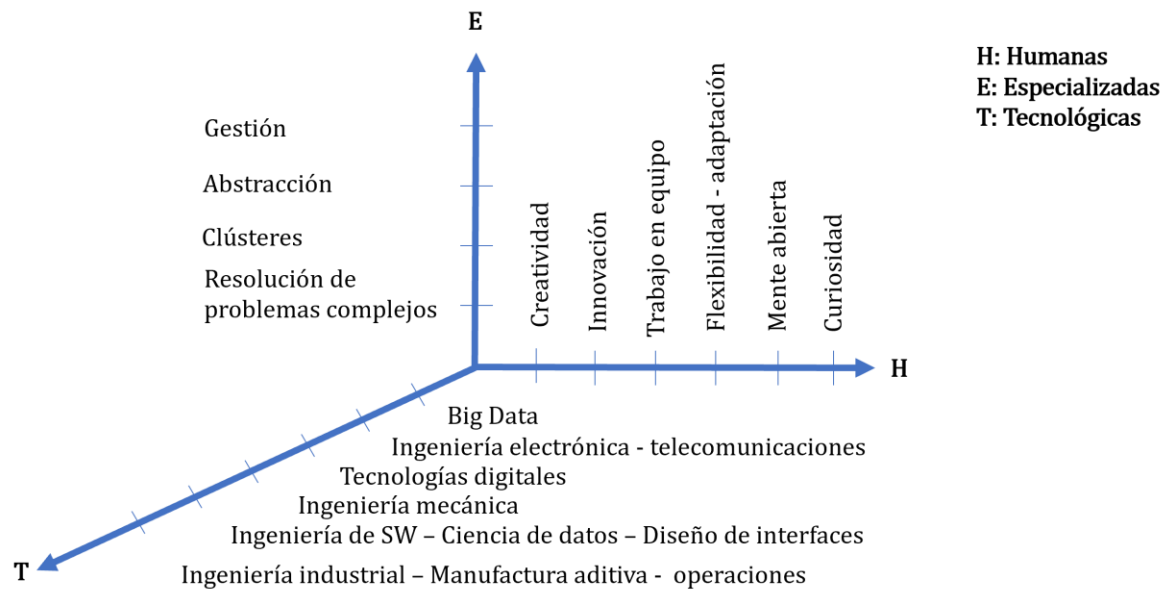 E
H: Humanas
E: Especializadas
T: Tecnológicas
Gestión
Abstracción
Clústeres
Resolución de
problemas complejos
Creatividad
Innovación
Trabajo en equipo
Flexibilidad - adaptación
Mente abierta
Curiosidad
H
Big Data
Ingeniería electrónica - telecomunicaciones
Tecnologías digitales
Ingeniería mecánica
Ingeniería de SW – Ciencia de datos – Diseño de interfaces
T
Ingeniería industrial – Manufactura aditiva - operaciones